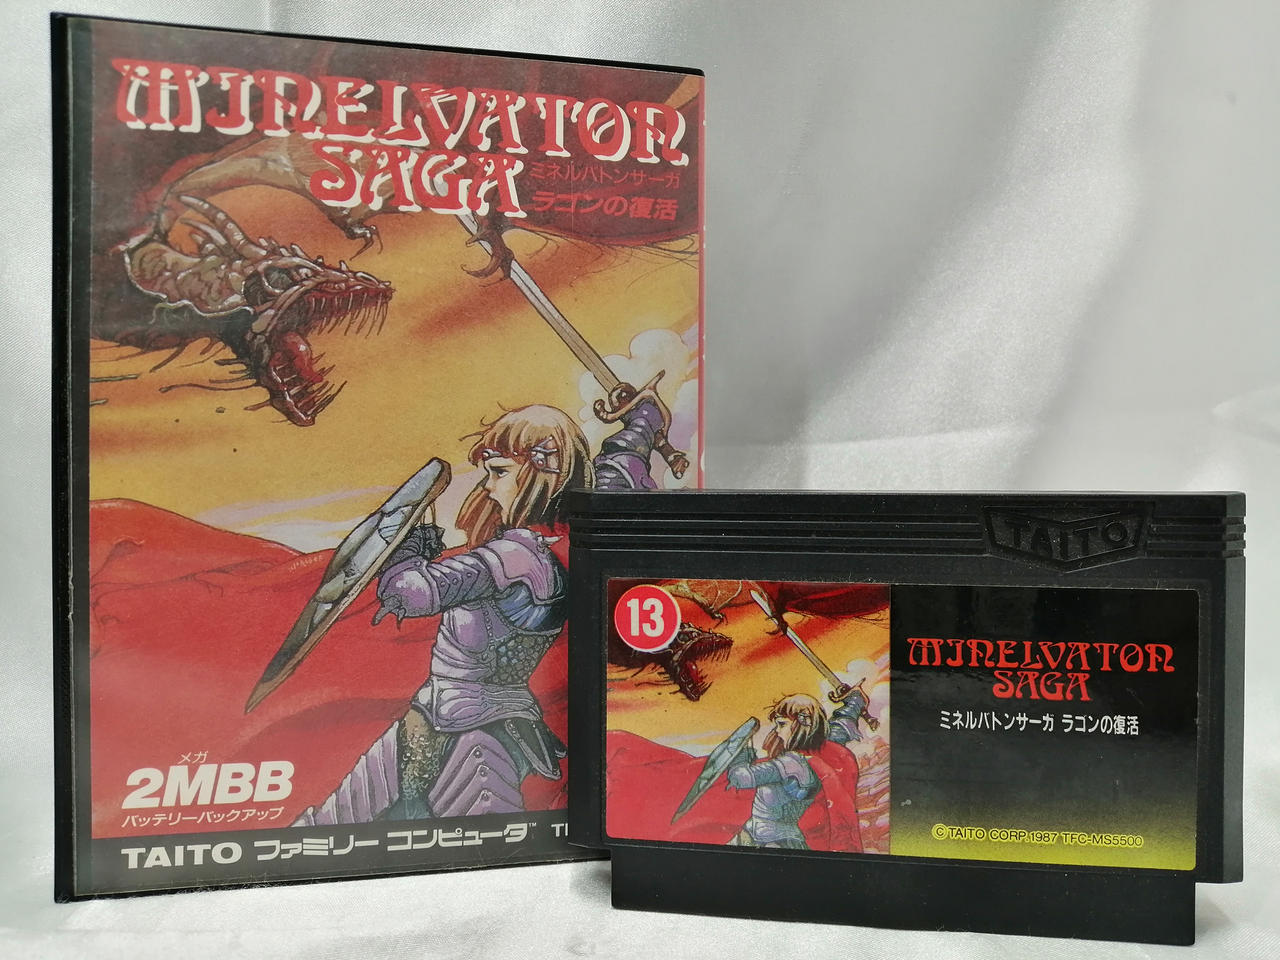 MINELVATON
SAGA
ミネルバトンサーガ
ラゴンの復活
メガ
2MBB
バッテリーバックアップ
TAITO ファミリー コンピュータ™
TAITO
13
MINELVATON
SAGA
ミネルバトンサーガ ラゴンの復活
© TAITO CORP. 1987 TFC-MS5500